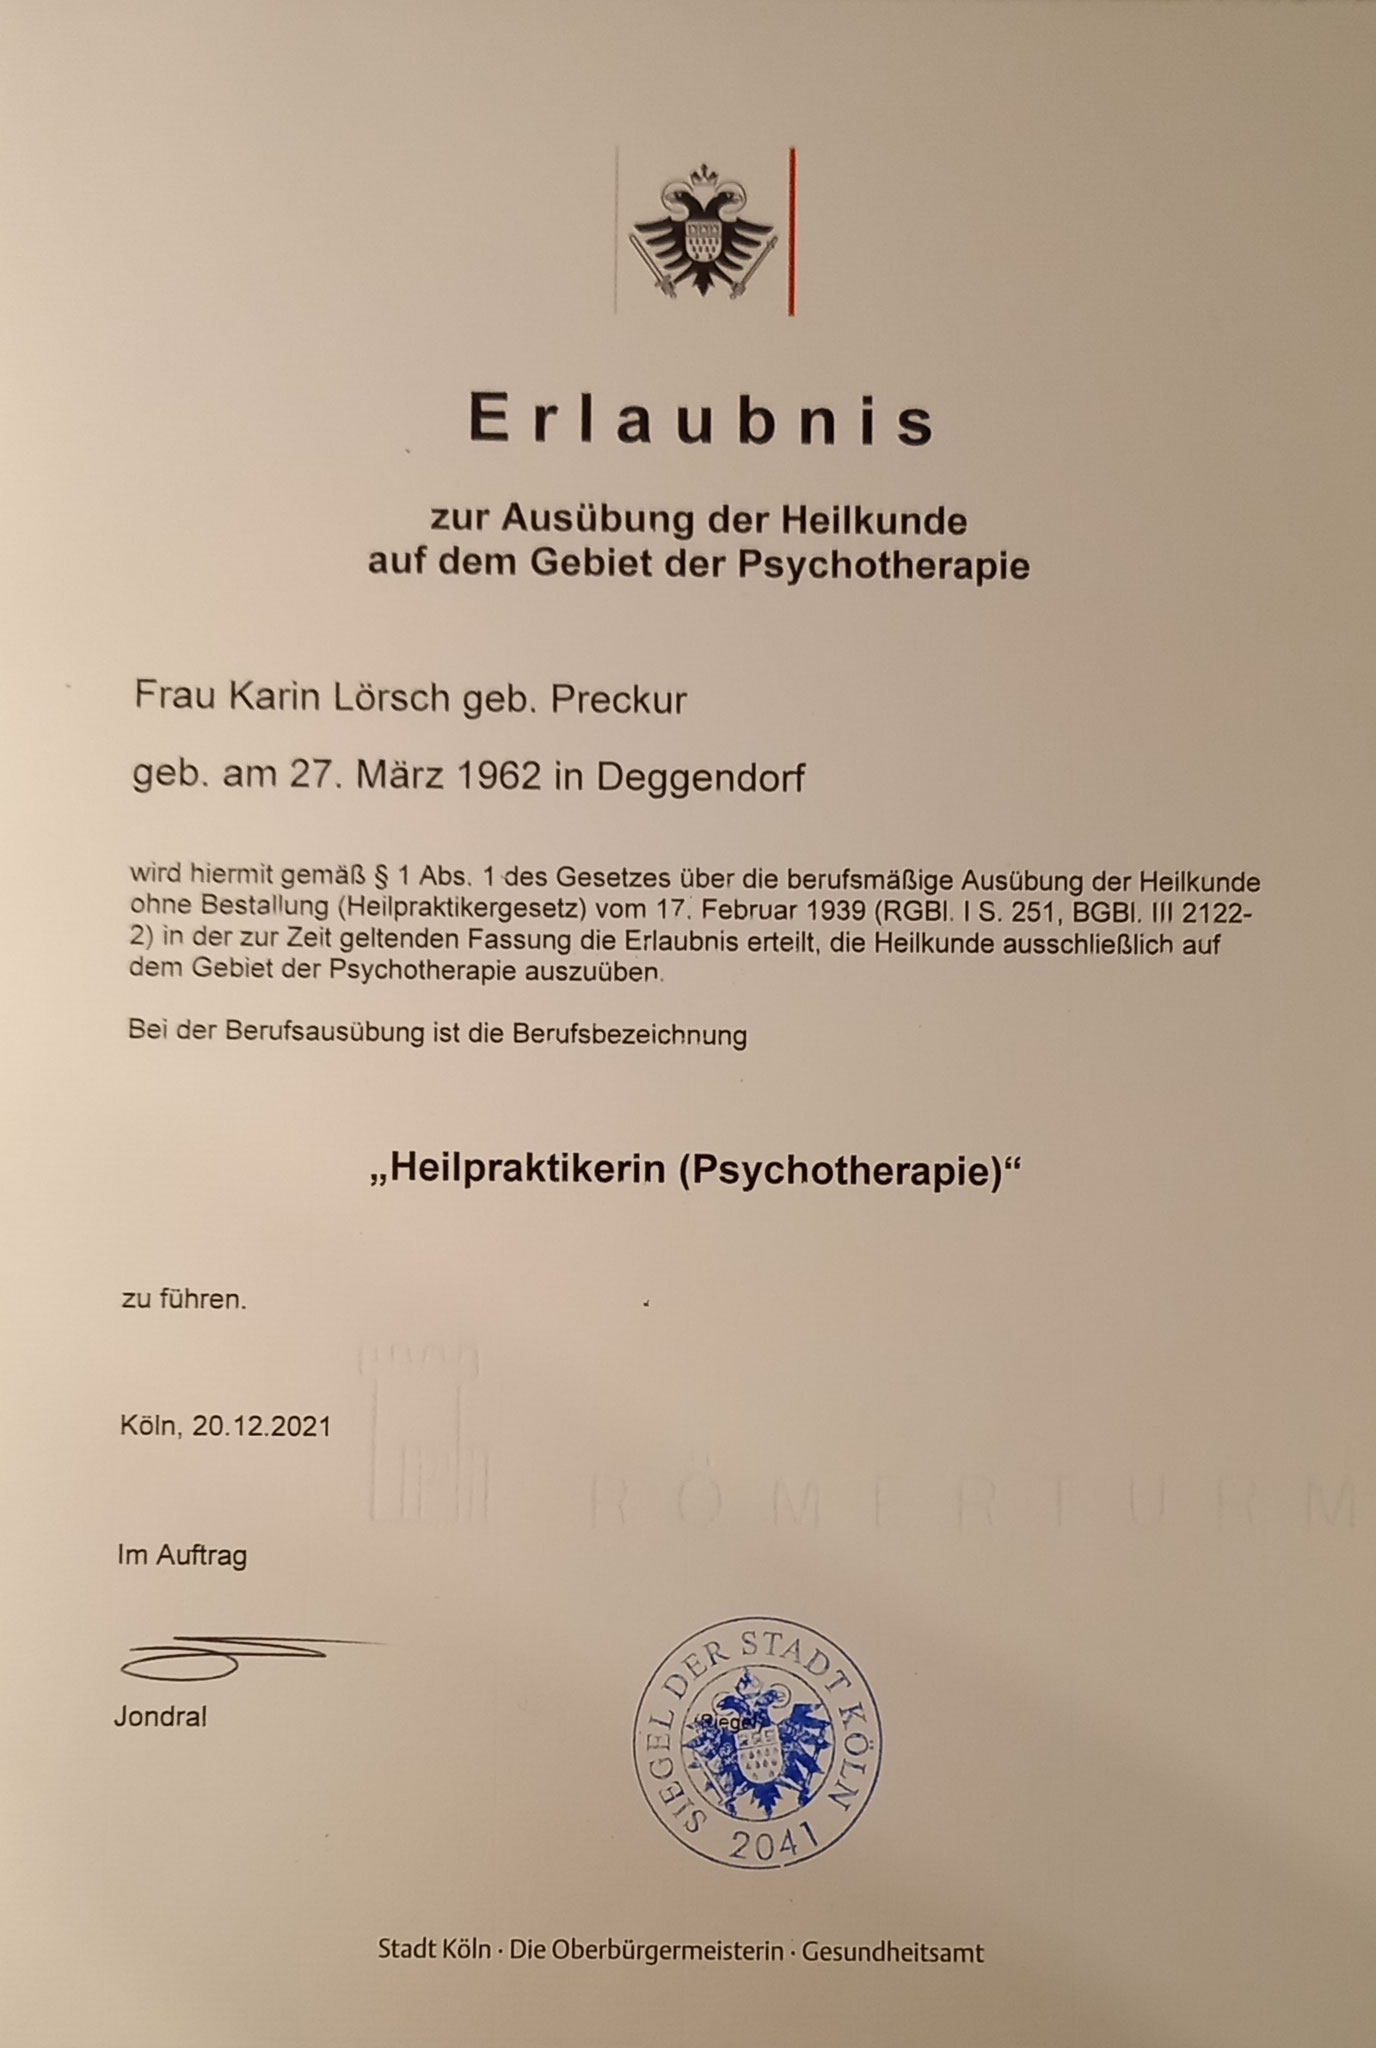 Erlaubnis
zur Ausübung der Heilkunde
auf dem Gebiet der Psychotherapie
Frau Karin Lörsch geb. Preckur
geb. am 27. März 1962 in Deggendorf
wird hiermit gemäß § 1 Abs. 1 des Gesetzes über die berufsmäßige Ausübung der Heilkunde
ohne Bestallung (Heilpraktikergesetz) vom 17. Februar 1939 (RGBl. I S. 251, BGBl. III 2122-
2) in der zur Zeit geltenden Fassung die Erlaubnis erteilt, die Heilkunde ausschließlich auf
dem Gebiet der Psychotherapie auszuüben.
Bei der Berufsausübung ist die Berufsbezeichnung
„Heilpraktikerin (Psychotherapie)“
zu führen.
Köln, 20.12.2021
RÖMERTURM
Im Auftrag
Jondral
SIEGEL DER STADT KÖLN
(Siegel)
2041
Stadt Köln · Die Oberbürgermeisterin · Gesundheitsamt